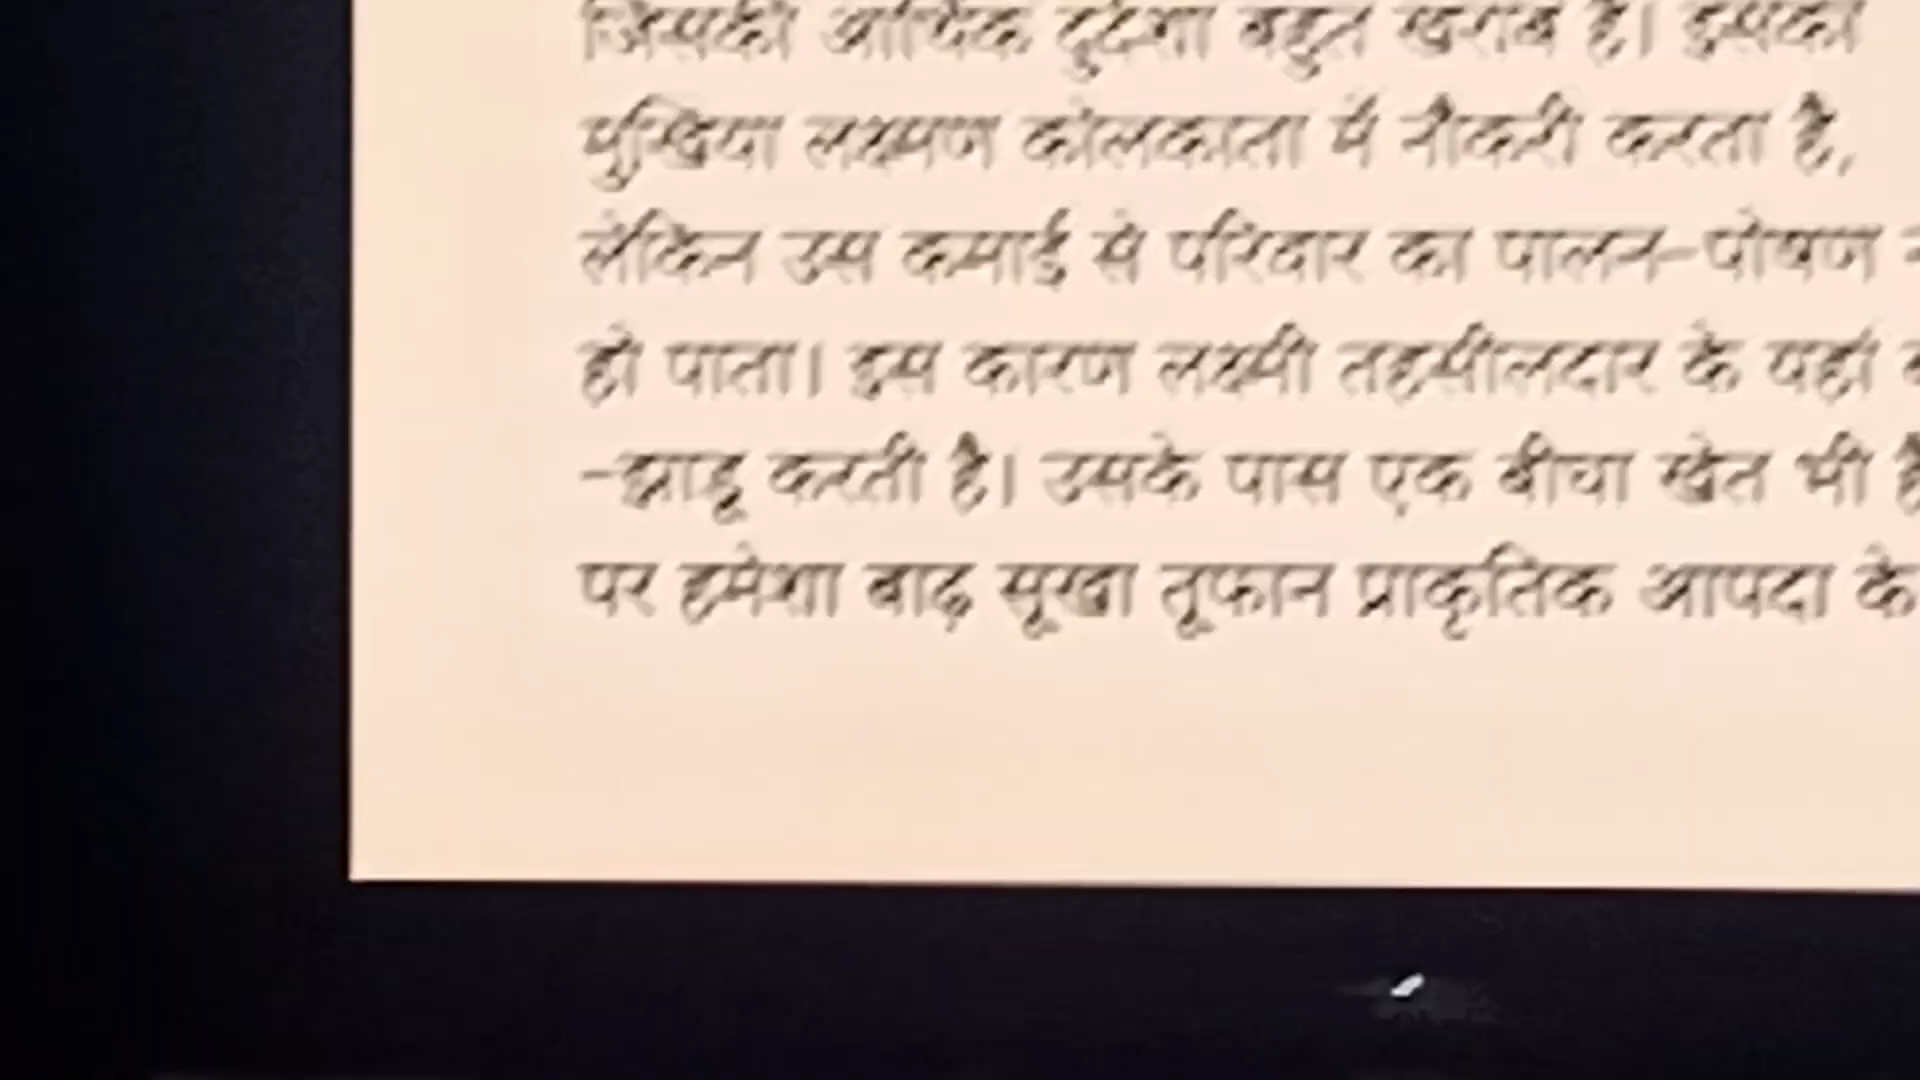 जिसकी आर्थिक दुर्दशा बहुत खराब है। इसका
मुखिया लक्ष्मण कोलकाता में नौकरी करता है,
लेकिन उस कमाई से परिवार का पालन-पोषण
हो पाता। इस कारण लक्ष्मी तहसीलदार के यहां
-झाड़ू करती है। उसके पास एक बीघा खेत भी
पर हमेशा बाढ़ सूखा तूफान प्राकृतिक आपदा के